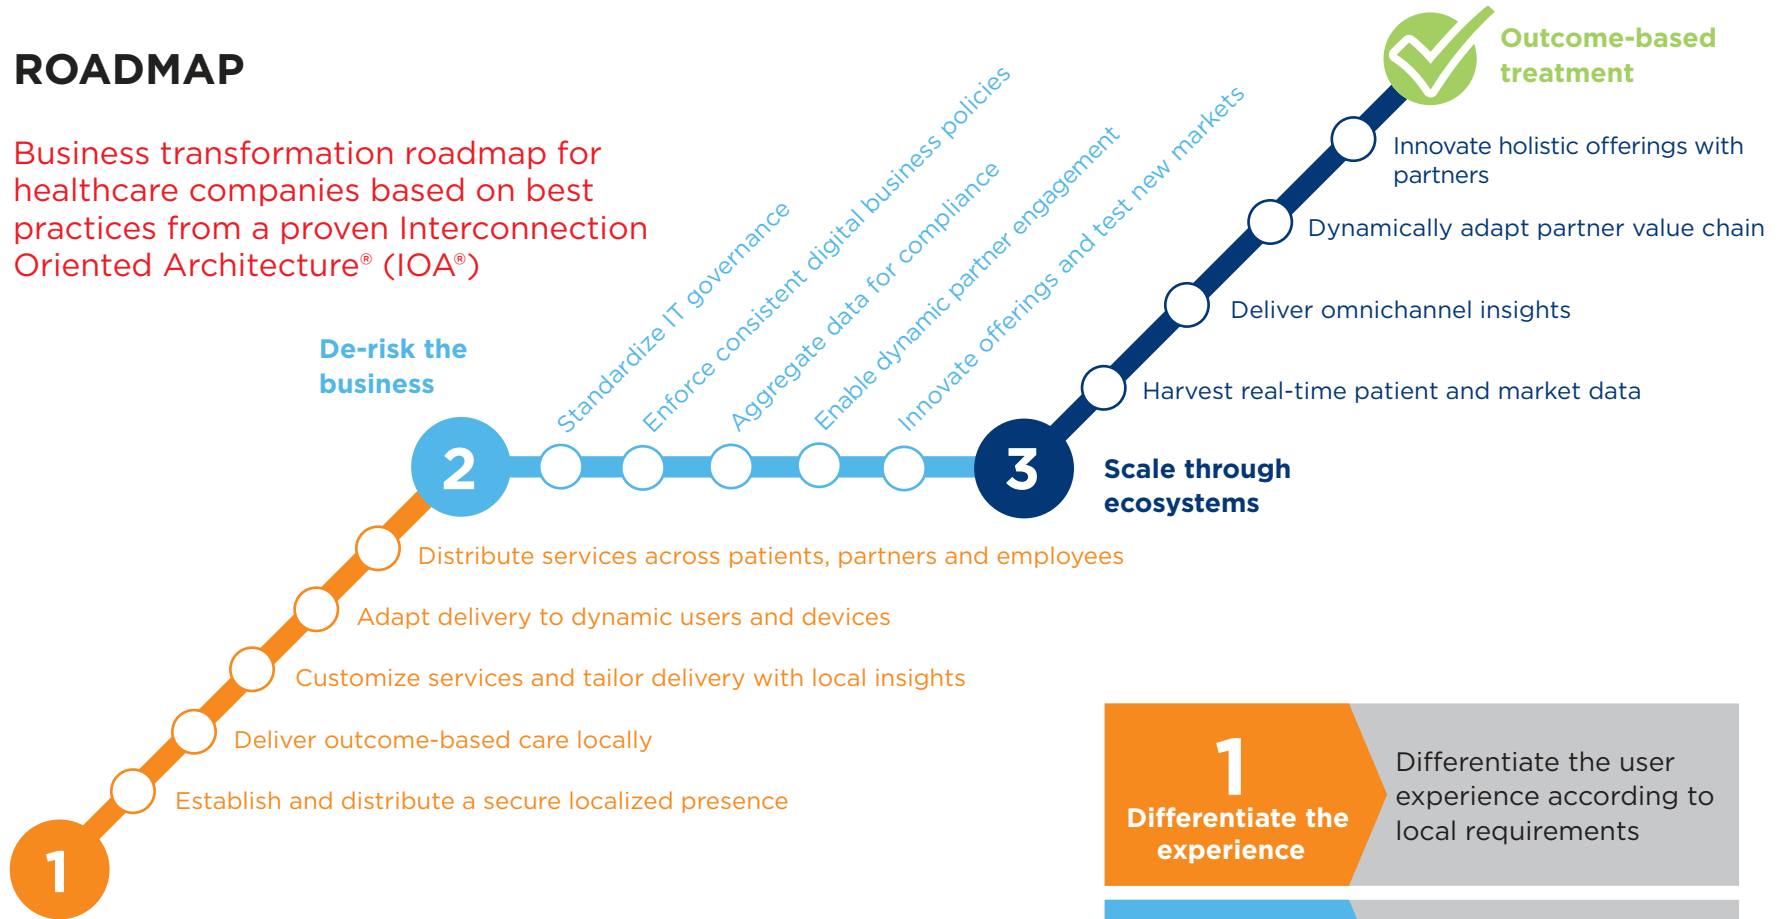 ROADMAP
Business transformation roadmap for
healthcare companies based on best
practices from a proven Interconnection
Oriented Architecture® (IOA®)
Outcome-based
treatment
Innovate holistic offerings with
partners
Dynamically adapt partner value chain
Deliver omnichannel insights
Harvest real-time patient and market data
3
Scale through
ecosystems
De-risk the
business
2
Standardize IT governance
Enforce consistent digital business policies
Aggregate data for compliance
Enable dynamic partner engagement
Innovate offerings and test new markets
Distribute services across patients, partners and employees
Adapt delivery to dynamic users and devices
Customize services and tailor delivery with local insights
Deliver outcome-based care locally
Establish and distribute a secure localized presence
1
1
Differentiate the
experience
Differentiate the user
experience according to
local requirements